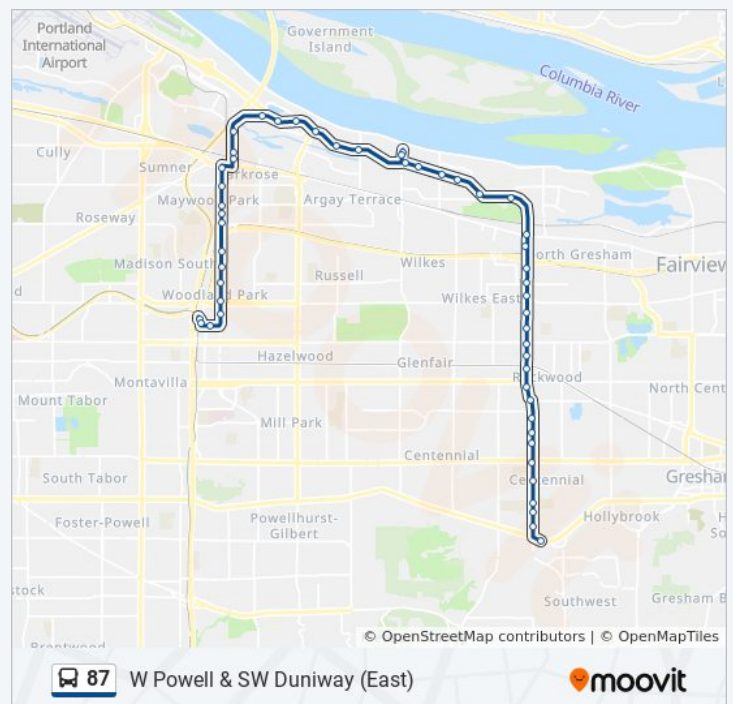 Portland
International
Airport
Government
Island
Columbia River
Cully
Sumner
Parkrose
Maywood Park
Argay Terrace
Roseway
Madison South
Russell
Wilkes
North Gresham
Fairview
Woodland Park
Wilkes East
Hazelwood
Glenfair
Rockwood
Montavilla
North Cent
Mount Tabor
Mill Park
Centennial
South Tabor
Centennial
Gresham
Foster-Powell
Powellhurst-
Gilbert
Hollybrook
Southwest
Gresham B
Brentwood
© OpenStreetMap contributors | © OpenMapTiles
87 W Powell & SW Duniway (East)
moovit